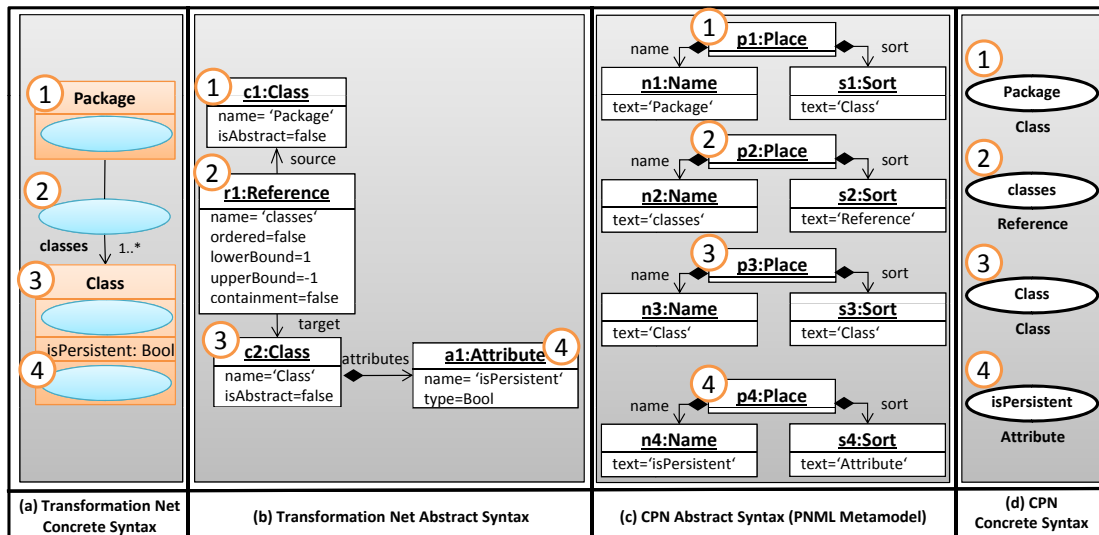 1
Package
2
classes
1..*
3
Class
isPersistent: Bool
4
(a) Transformation Net
Concrete Syntax
1
c1:Class
name= ‘Package‘
isAbstract=false
source
2
r1:Reference
name= ‘classes‘
ordered=false
lowerBound=1
upperBound=-1
containment=false
target
3
c2:Class
name=‘Class‘
isAbstract=false
attributes
a1:Attribute
4
name= ‘isPersistent‘
type=Bool
(b) Transformation Net Abstract Syntax
1
p1:Place
name
sort
n1:Name
text=‘Package‘
s1:Sort
text=‘Class‘
2
p2:Place
name
sort
n2:Name
text=‘classes‘
s2:Sort
text=‘Reference‘
3
p3:Place
name
sort
n3:Name
text=‘Class‘
s3:Sort
text=‘Class‘
4
p4:Place
name
sort
n4:Name
text=‘isPersistent‘
s4:Sort
text=‘Attribute‘
(c) CPN Abstract Syntax (PNML Metamodel)
1
Package
Class
2
classes
Reference
3
Class
Class
4
isPersistent
Attribute
(d) CPN
Concrete Syntax